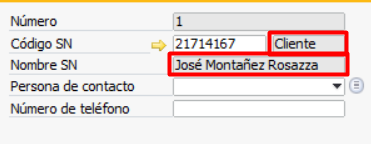 Número 1
Código SN 21714167 Cliente
Nombre SN José Montañez Rosazza
Persona de contacto
Número de teléfono